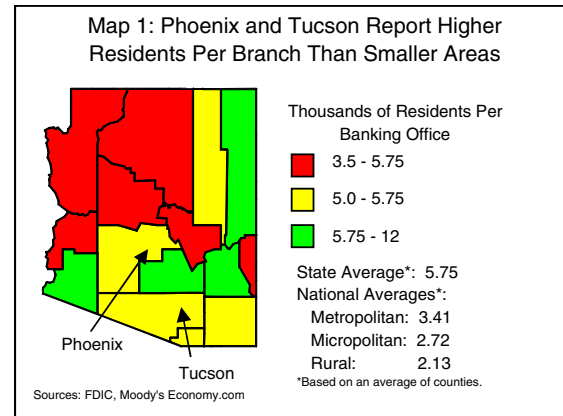 Map 1: Phoenix and Tucson Report Higher
Residents Per Branch Than Smaller Areas
Thousands of Residents Per
Banking Office
3.5 - 5.75
5.0 - 5.75
5.75 - 12
State Average*: 5.75
National Averages*:
Metropolitan: 3.41
Micropolitan: 2.72
Rural: 2.13
*Based on an average of counties.
Phoenix
Tucson
Sources: FDIC, Moody's Economy.com